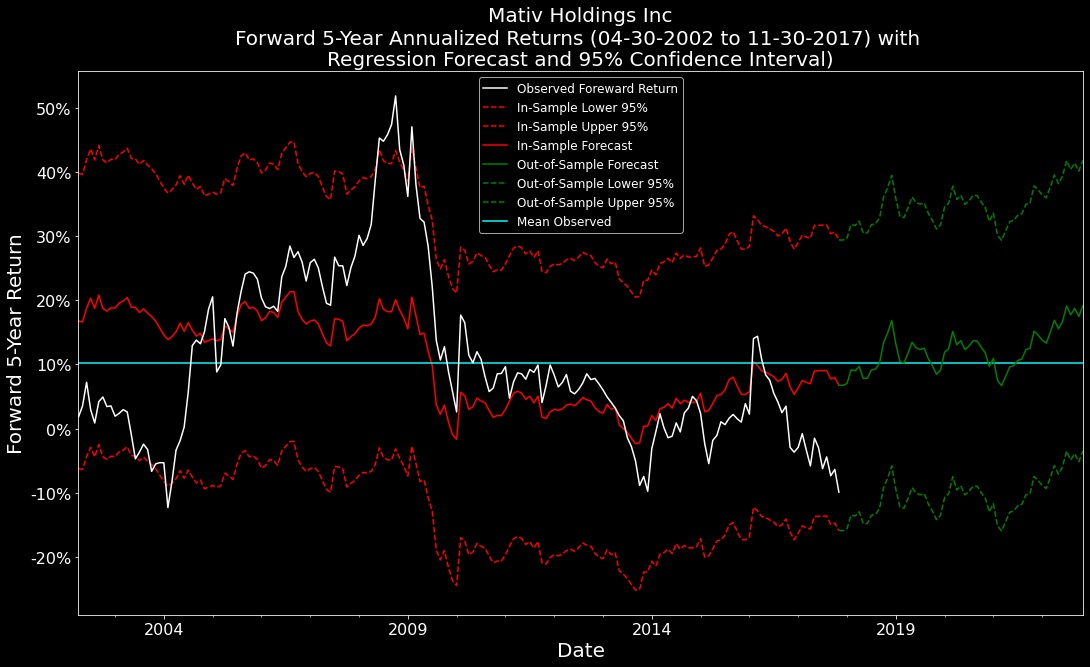 Mativ Holdings Inc
Forward 5-Year Annualized Returns (04-30-2002 to 11-30-2017) with
Regression Forecast and 95% Confidence Interval)
Observed Foreward Return
In-Sample Lower 95%
In-Sample Upper 95%
In-Sample Forecast
Out-of-Sample Forecast
Out-of-Sample Lower 95%
Out-of-Sample Upper 95%
Mean Observed
Forward 5-Year Return
50%
40%
30%
20%
10%
0%
-10%
-20%
2004
2009
2014
2019
Date